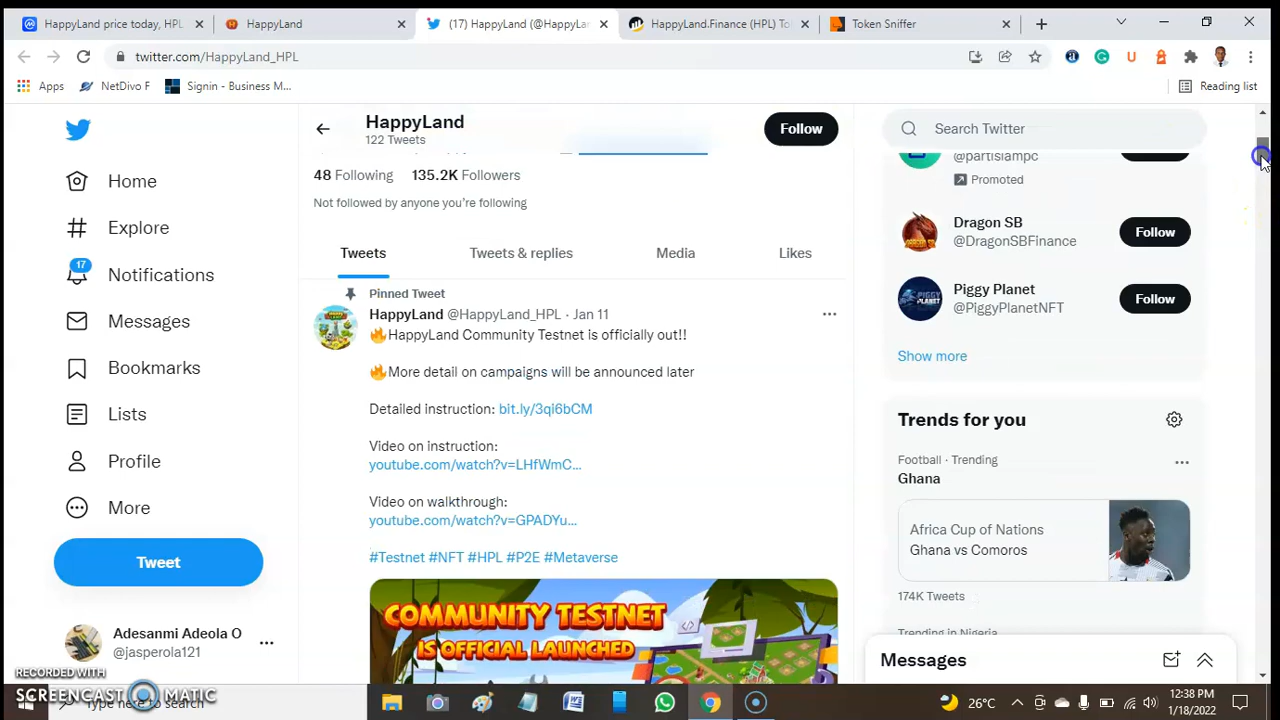 HappyLand price today, HPL
HappyLand
(17) HappyLand (@HappyLa
HappyLand.Finance (HPL) To
Token Sniffer
twitter.com/HappyLand_HPL
Apps
NetDivo F
Signin - Business M...
Reading list
HappyLand
122 Tweets
Follow
Search Twitter
48 Following
135.2K Followers
Not followed by anyone you're following
Tweets
Tweets & replies
Media
Likes
Home
Explore
17
Notifications
Messages
Bookmarks
Lists
Profile
More
Tweet
Adesanmi Adeola O
@jasperola121
Pinned Tweet
HappyLand @HappyLand_HPL · Jan 11
🔥HappyLand Community Testnet is officially out!!
🔥More detail on campaigns will be announced later
Detailed instruction: bit.ly/3qi6bCM
Video on instruction:
youtube.com/watch?v=LHfWmC...
Video on walkthrough:
youtube.com/watch?v=GPADYu...
#Testnet #NFT #HPL #P2E #Metaverse
COMMUNITY TESTNET
IS OFFICIAL LAUNCHED
@partisiampc
Promoted
Dragon SB
@DragonSBFinance
Follow
Piggy Planet
@PiggyPlanetNFT
Follow
Show more
Trends for you
Football · Trending
Ghana
Africa Cup of Nations
Ghana vs Comoros
174K Tweets
Trending in Nigeria
Messages
RECORDED WITH
SCREENCAST MATIC
Type here to search
26°C
12:38 PM
1/18/2022